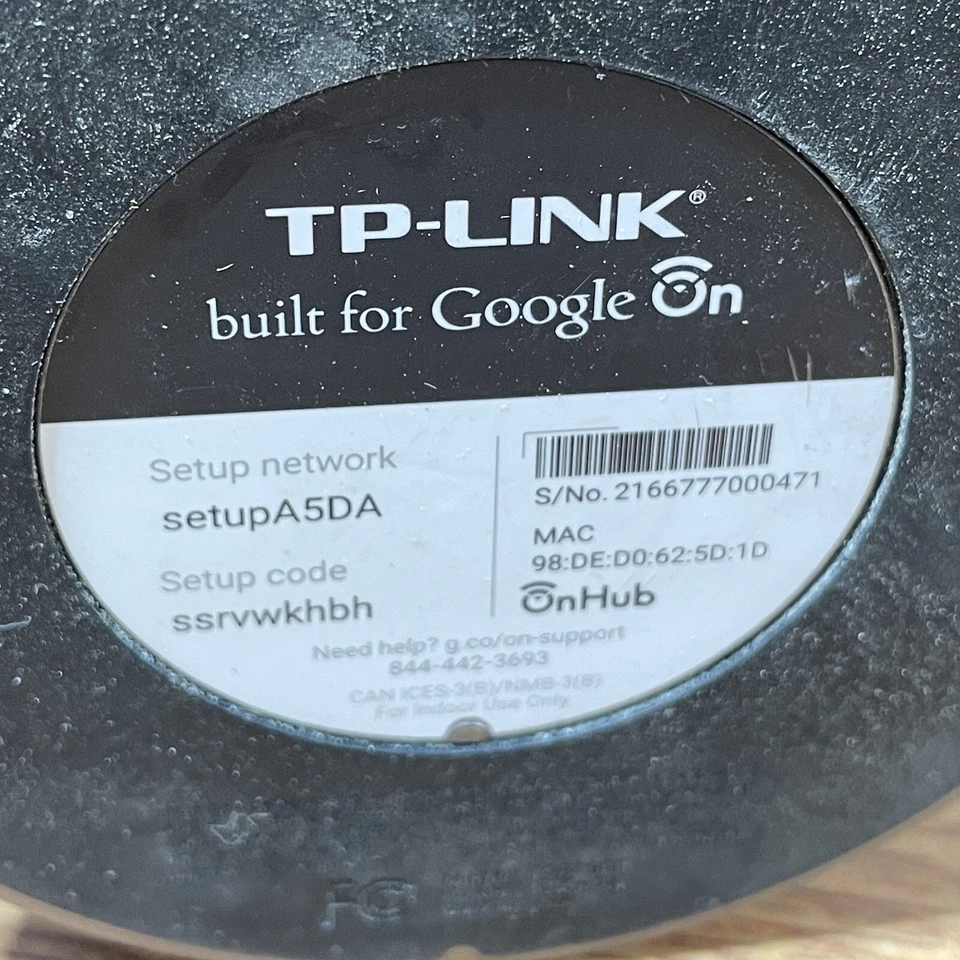 TP-LINK®
built for Google On
Setup network
setupA5DA
Setup code
ssrvwkhbh
S/No. 2166777000471
MAC
98:DE:D0:62:5D:1D
OnHub
Need help? g.co/on-support
844-442-3693
CAN ICES-3(B)/NMB-3(B)
For Indoor Use Only
FC